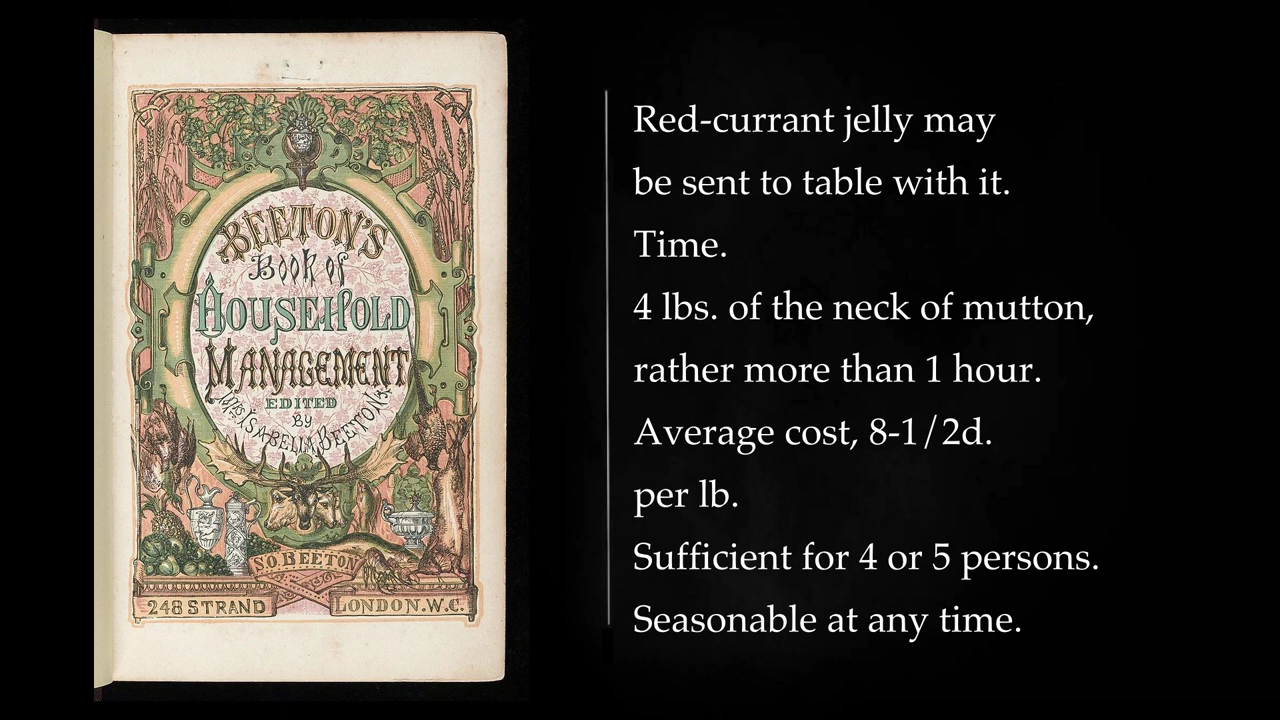 BEETON'S
Book of
HOUSEHOLD
MANAGEMENT
EDITED
BY
MRS ISABELLA BEETON
S.O. BEETON
248 STRAND
LONDON. W.C.
Red-currant jelly may
be sent to table with it.
Time.
4 lbs. of the neck of mutton,
rather more than 1 hour.
Average cost, 8-1/2d.
per lb.
Sufficient for 4 or 5 persons.
Seasonable at any time.